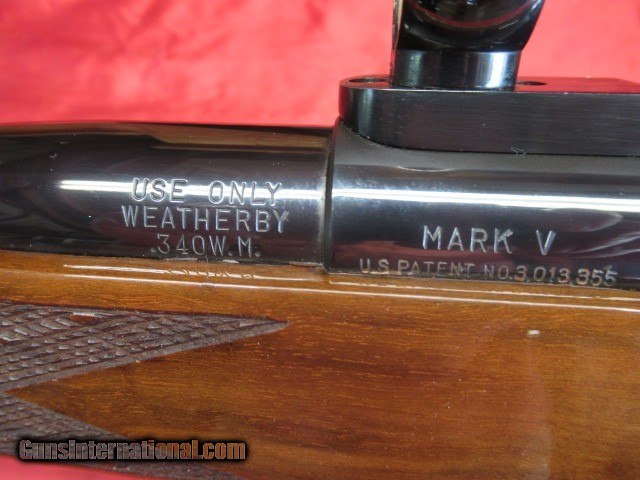 USE ONLY
WEATHERBY
.340W.M.
MARK V
U.S PATENT NO.3.013.355
GunsInternational.com